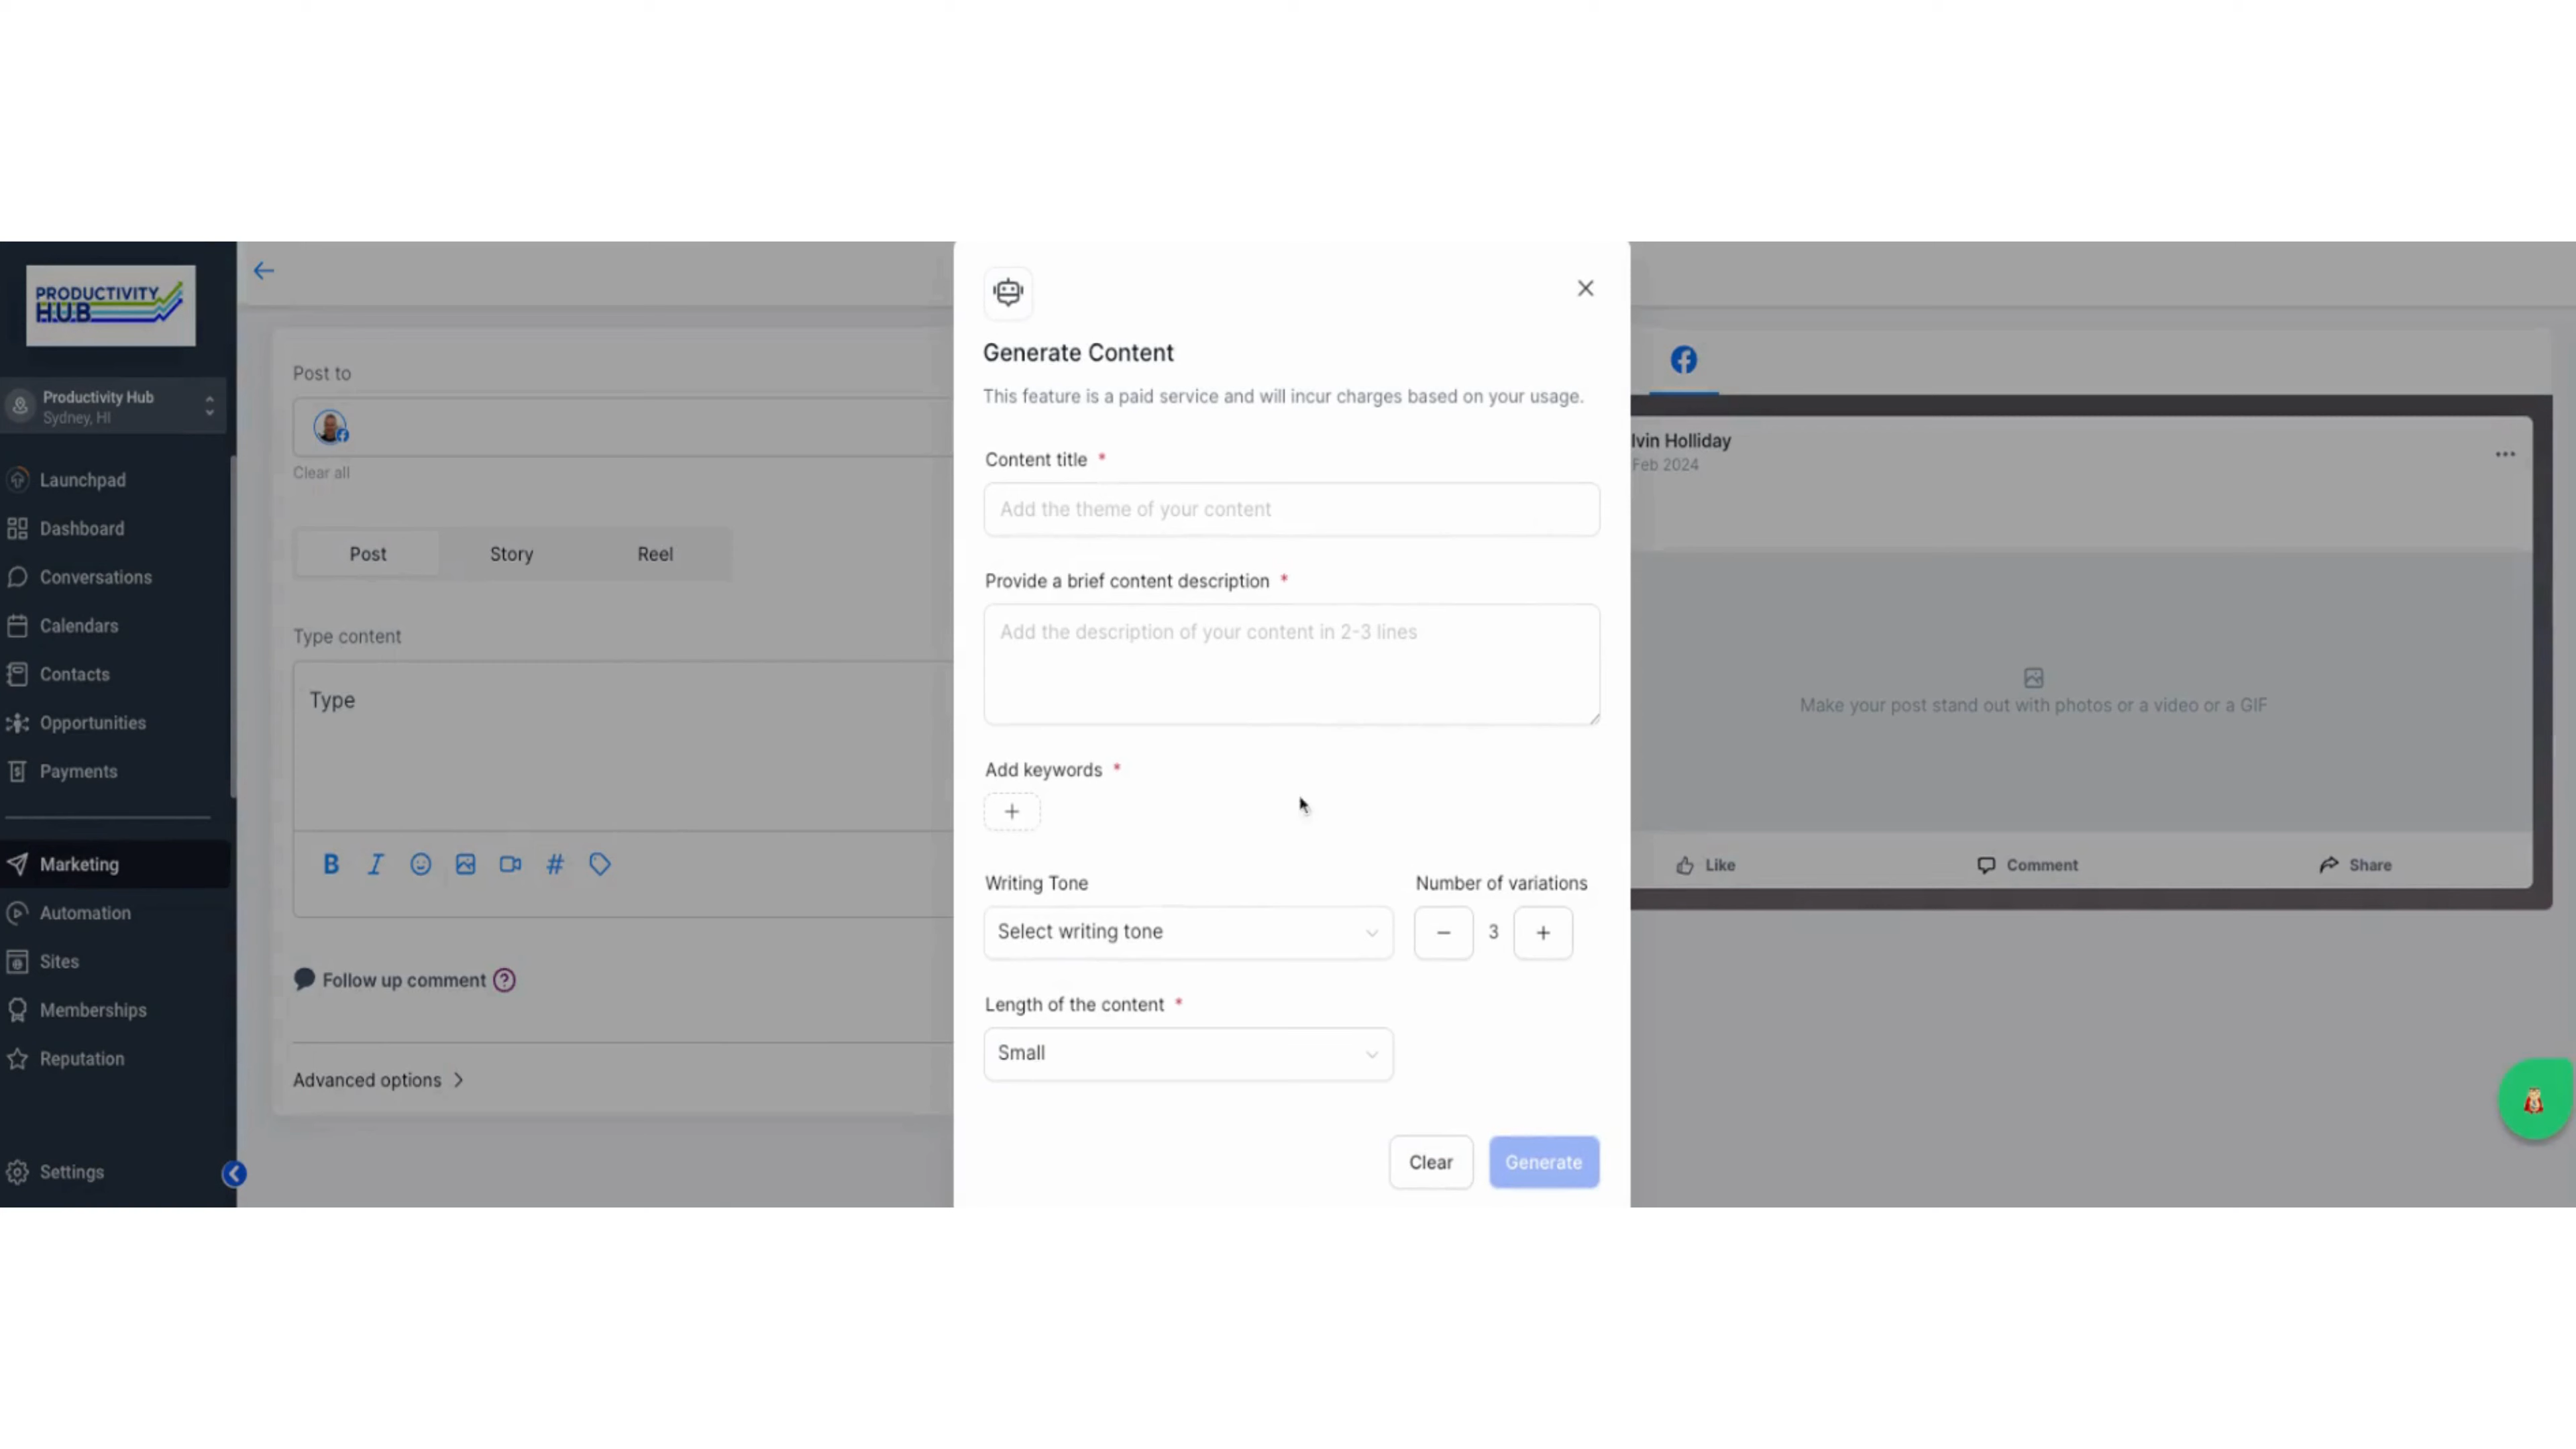 PRODUCTIVITY
HUB
Productivity Hub
Sydney, HI
Launchpad
Dashboard
Conversations
Calendars
Contacts
Opportunities
Payments
Marketing
Automation
Sites
Memberships
Reputation
Settings
Post to
Clear all
Post Story Reel
Type content
Type
B I #
Follow up comment ?
Advanced options
Generate Content
This feature is a paid service and will incur charges based on your usage.
Content title *
Add the theme of your content
Provide a brief content description *
Add the description of your content in 2-3 lines
Add keywords *
+
Writing Tone
Number of variations
Select writing tone
− 3 +
Length of the content *
Small
Clear
Generate
lvin Holliday
Feb 2024
Make your post stand out with photos or a video or a GIF
Like Comment Share